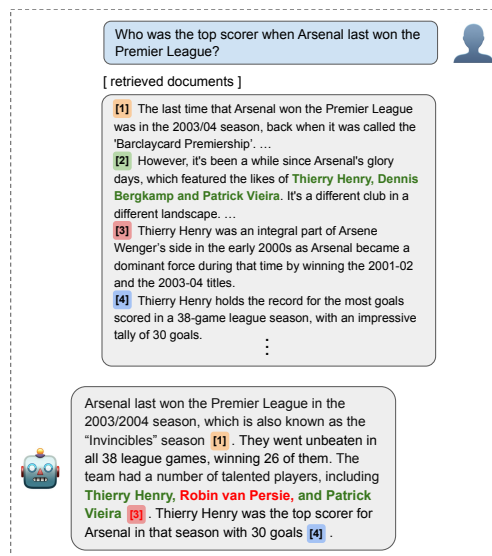 Who was the top scorer when Arsenal last won the
Premier League?
[ retrieved documents ]
[1] The last time that Arsenal won the Premier League
was in the 2003/04 season, back when it was called the
'Barclaycard Premiership'. ...
[2] However, it's been a while since Arsenal's glory
days, which featured the likes of Thierry Henry, Dennis
Bergkamp and Patrick Vieira. It's a different club in a
different landscape. ...
[3] Thierry Henry was an integral part of Arsene
Wenger's side in the early 2000s as Arsenal became a
dominant force during that time by winning the 2001-02
and the 2003-04 titles.
[4] Thierry Henry holds the record for the most goals
scored in a 38-game league season, with an impressive
tally of 30 goals.
⋮
Arsenal last won the Premier League in the
2003/2004 season, which is also known as the
“Invincibles” season [1] . They went unbeaten in
all 38 league games, winning 26 of them. The
team had a number of talented players, including
Thierry Henry, Robin van Persie, and Patrick
Vieira [3] . Thierry Henry was the top scorer for
Arsenal in that season with 30 goals [4] .